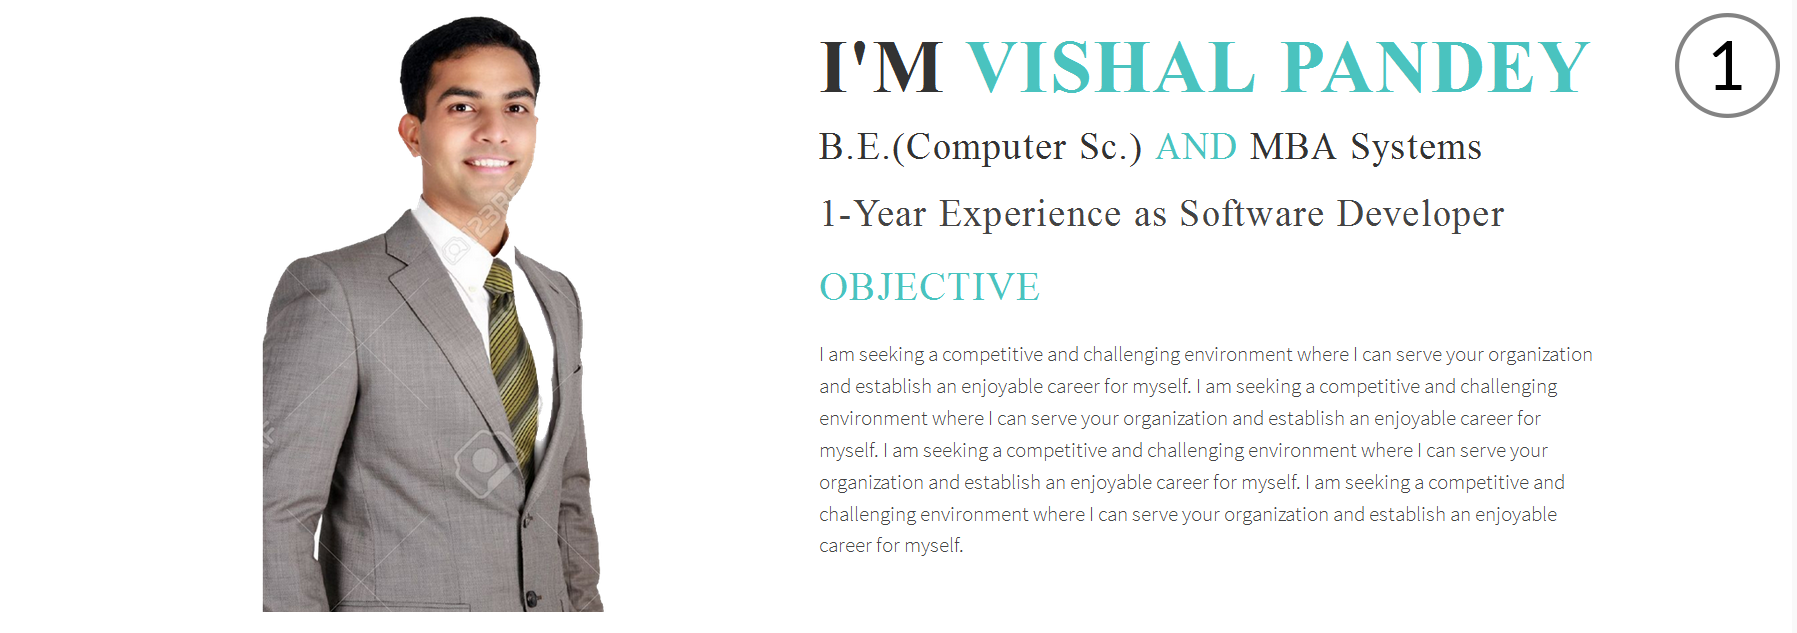 I'M VISHAL PANDEY
1
B.E.(Computer Sc.) AND MBA Systems
1-Year Experience as Software Developer
OBJECTIVE
I am seeking a competitive and challenging environment where I can serve your organization
and establish an enjoyable career for myself. I am seeking a competitive and challenging
environment where I can serve your organization and establish an enjoyable career for
myself. I am seeking a competitive and challenging environment where I can serve your
organization and establish an enjoyable career for myself. I am seeking a competitive and
challenging environment where I can serve your organization and establish an enjoyable
career for myself.